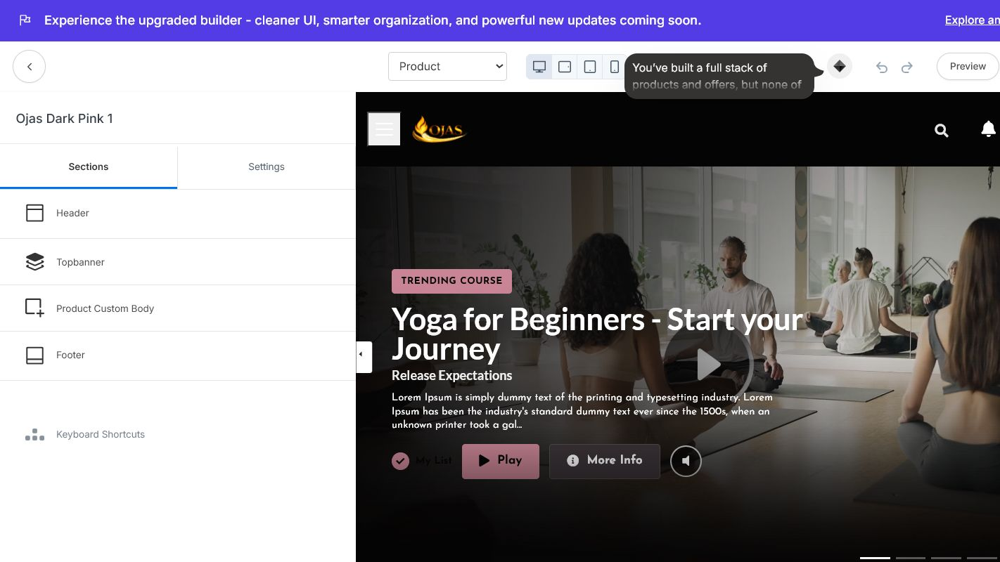 Experience the upgraded builder - cleaner UI, smarter organization, and powerful new updates coming soon.
Explore an
Product
You've built a full stack of
products and offers, but none of
Preview
Ojas Dark Pink 1
Sections
Settings
Header
Topbanner
Product Custom Body
Footer
Keyboard Shortcuts
OJAS
TRENDING COURSE
Yoga for Beginners - Start your
Journey
Release Expectations
Lorem Ipsum is simply dummy text of the printing and typesetting industry. Lorem
Ipsum has been the industry's standard dummy text ever since the 1500s, when an
unknown printer took a gal...
My List
Play
More Info